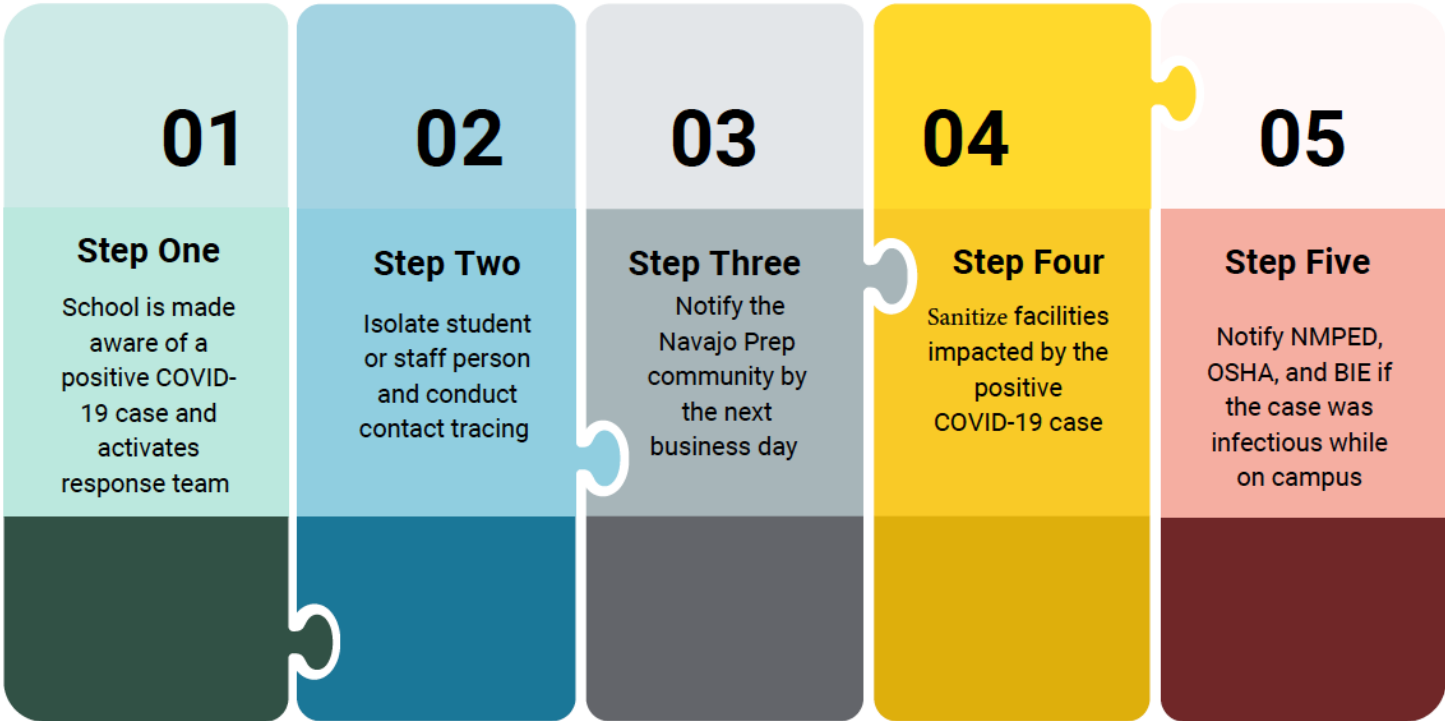 01
Step One
School is made
aware of a
positive COVID-
19 case and
activates
response team
02
Step Two
Isolate student
or staff person
and conduct
contact tracing
03
Step Three
Notify the
Navajo Prep
community by
the next
business day
04
Step Four
Sanitize facilities
impacted by the
positive
COVID-19 case
05
Step Five
Notify NMPED,
OSHA, and BIE if
the case was
infectious while
on campus